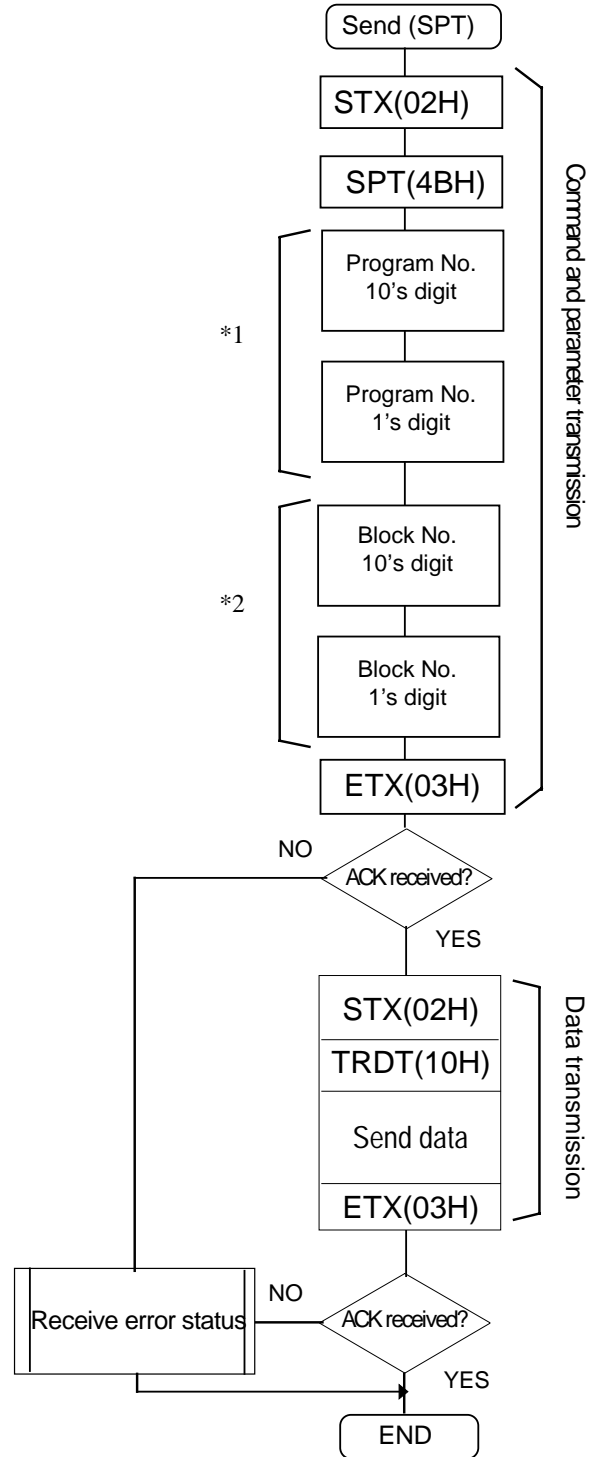 Send (SPT)
STX(02H)
SPT(4BH)
Program No.
10’s digit
*1
Program No.
1’s digit
Block No.
10’s digit
*2
Block No.
1’s digit
ETX(03H)
Command and parameter transmission
NO
ACK received?
YES
STX(02H)
TRDT(10H)
Send data
ETX(03H)
Data transmission
Receive error status
NO
ACK received?
YES
END